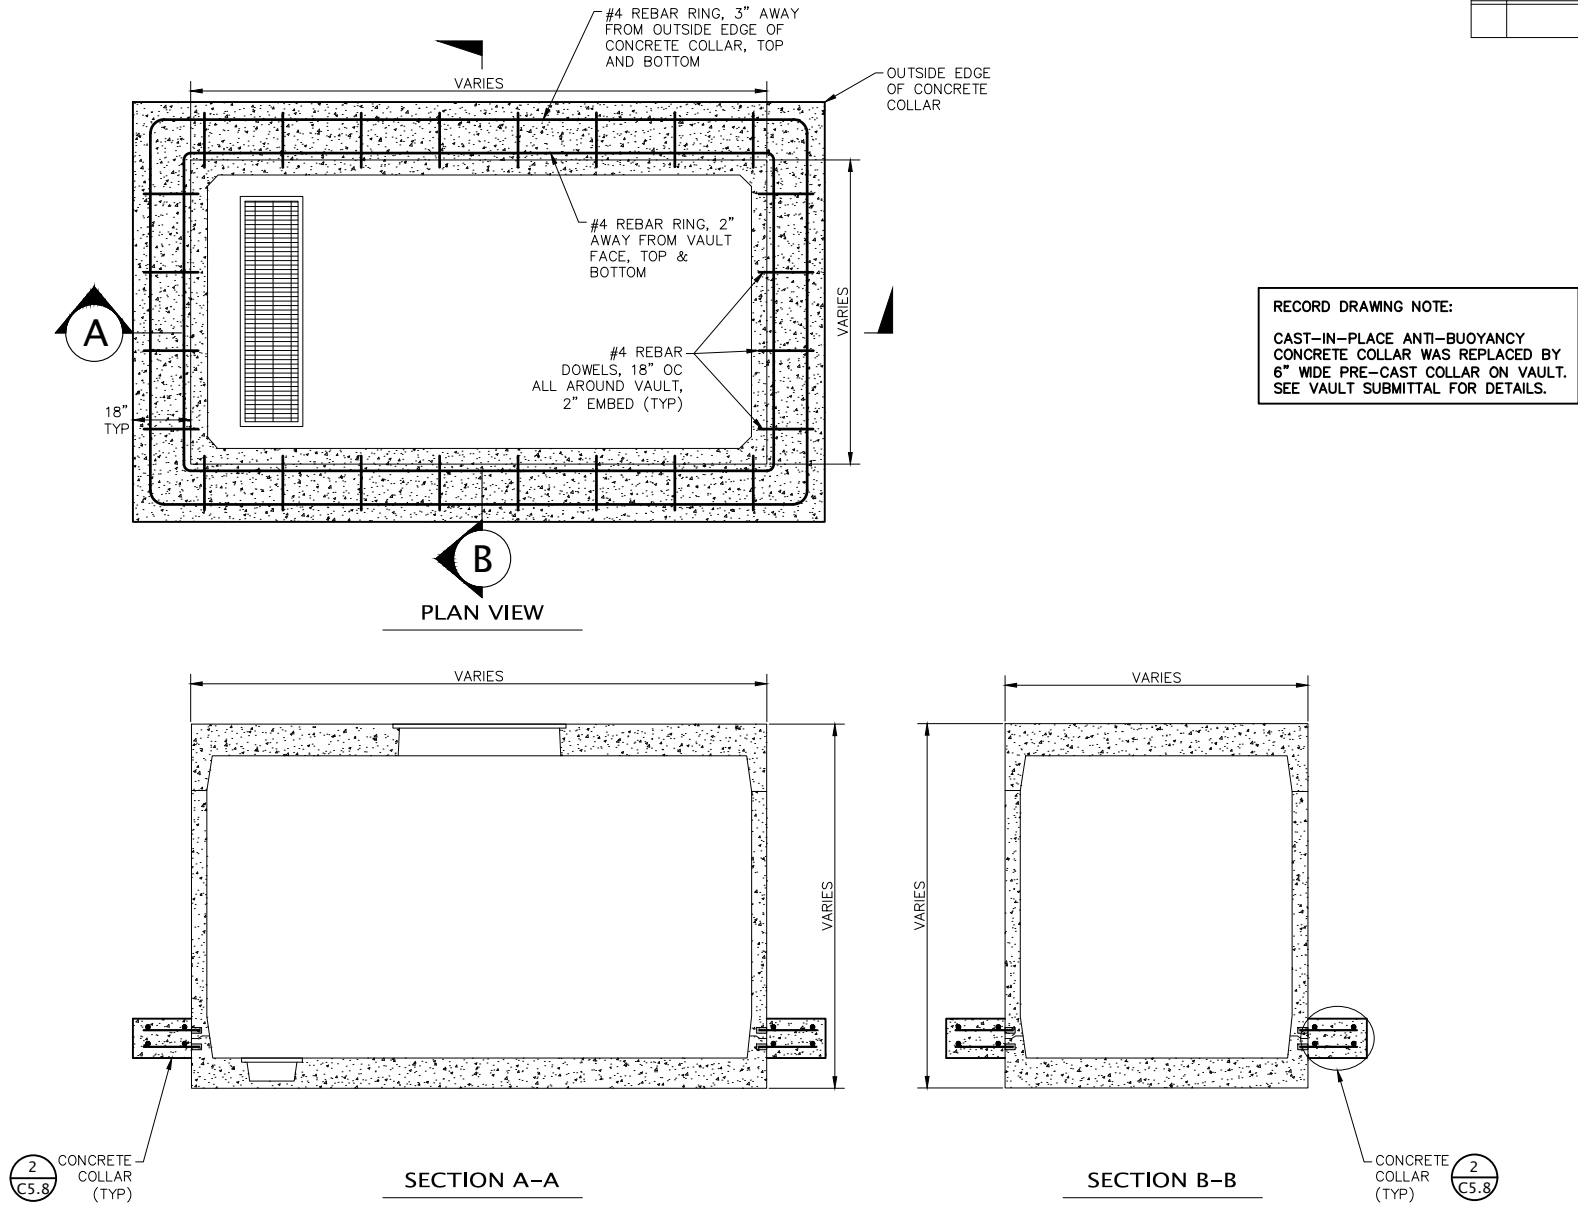 #4 REBAR RING, 3” AWAY
FROM OUTSIDE EDGE OF
CONCRETE COLLAR, TOP
AND BOTTOM
VARIES
OUTSIDE EDGE
OF CONCRETE
COLLAR
#4 REBAR RING, 2”
AWAY FROM VAULT
FACE, TOP &
BOTTOM
VARIES
A
#4 REBAR
DOWELS, 18” OC
ALL AROUND VAULT,
2” EMBED (TYP)
18”
TYP
B
PLAN VIEW
RECORD DRAWING NOTE:
CAST-IN-PLACE ANTI-BUOYANCY
CONCRETE COLLAR WAS REPLACED BY
6” WIDE PRE-CAST COLLAR ON VAULT.
SEE VAULT SUBMITTAL FOR DETAILS.
VARIES
VARIES
2
C5.8
CONCRETE
COLLAR
(TYP)
SECTION A-A
VARIES
VARIES
SECTION B-B
CONCRETE
COLLAR
(TYP)
2
C5.8